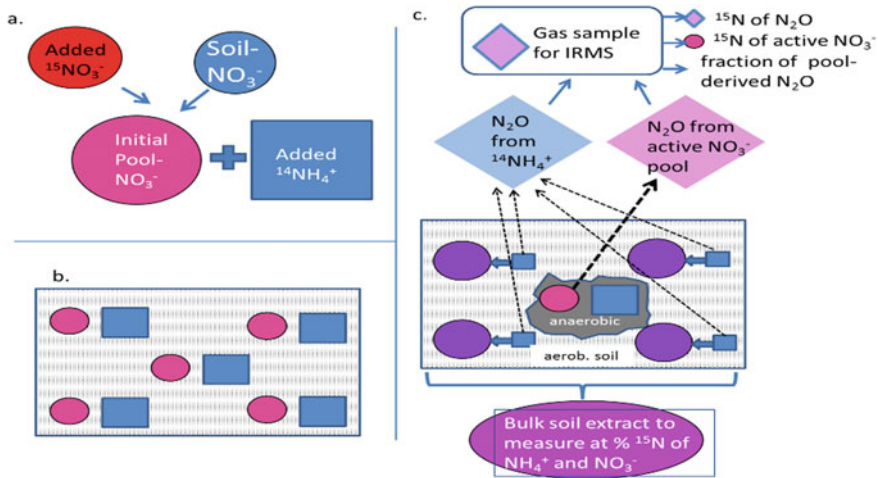 a.
Added
¹⁵NO₃⁻
Soil-
NO₃⁻
Initial
Pool-
NO₃⁻
Added
¹⁴NH₄⁺
b.
c.
Gas sample
for IRMS
¹⁵N of N₂O
¹⁵N of active NO₃⁻
fraction of pool-
derived N₂O
N₂O
from
¹⁴NH₄⁺
N₂O from
active NO₃⁻
pool
anaerobic
aerob. soil
Bulk soil extract to
measure at % ¹⁵N of
NH₄⁺ and NO₃⁻